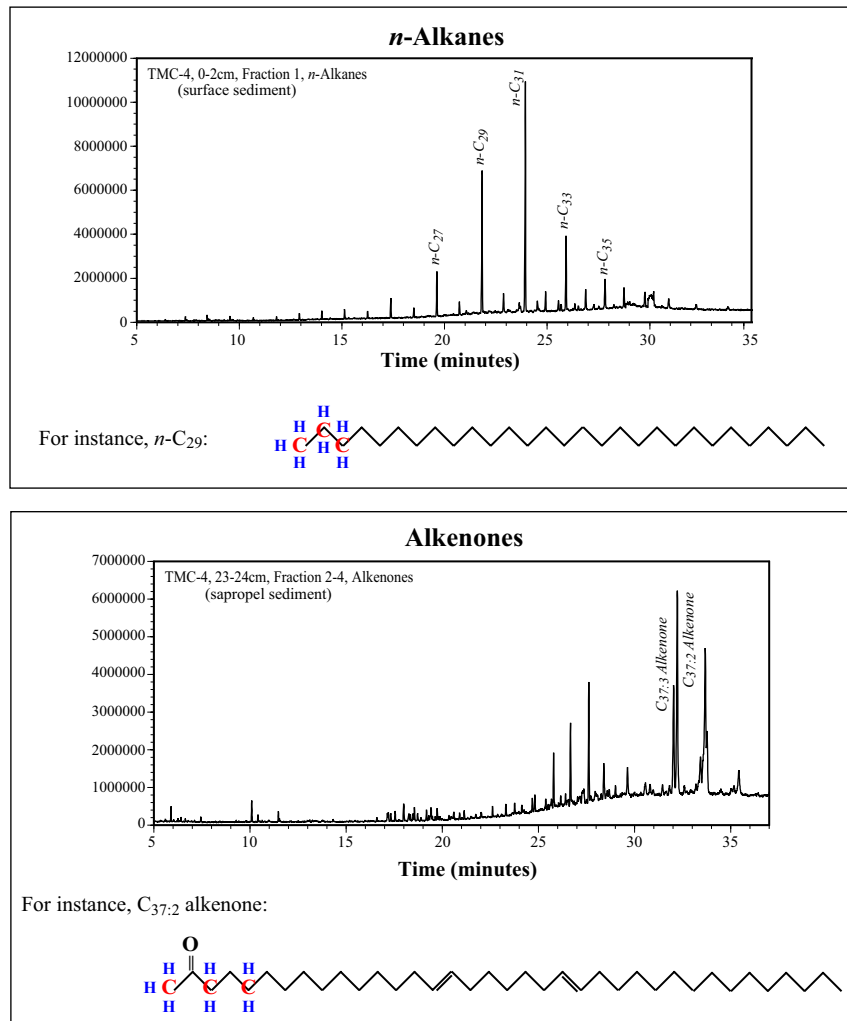 n-Alkanes
TMC-4, 0-2cm, Fraction 1, n-Alkanes
(surface sediment)
12000000
10000000
8000000
6000000
4000000
2000000
0
n-C27
n-C29
n-C31
n-C33
n-C35
5 10 15 20 25 30 35
Time (minutes)
For instance, n-C29:
H H
H C C C
H H H H
Alkenones
TMC-4, 23-24cm, Fraction 2-4, Alkenones
(sapropel sediment)
7000000
6000000
5000000
4000000
3000000
2000000
1000000
0
C37:3 Alkenone
C37:2 Alkenone
5 10 15 20 25 30 35
Time (minutes)
For instance, C37:2 alkenone:
O
H H H
H C C C
H H H